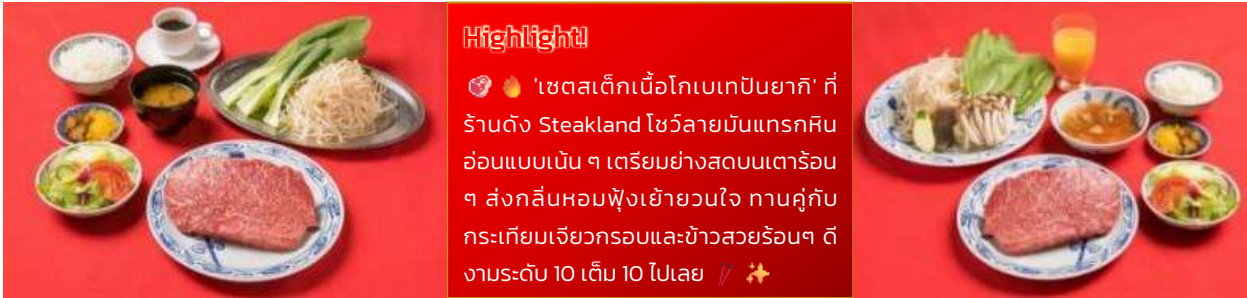 Highlight!
🥩 🔥 'เซตสเต็กเนื้อโกเบเทปันยากิ' ที่
ร้านดัง Steakland โชว์ลายมันแทรกหิน
อ่อนแบบเน้น ๆ เตรียมย่างสดบนเตาร้อน
ๆ ส่งกลิ่นหอมฟุ้งเย้ายวนใจ ทานคู่กับ
กระเทียมเจียวกรอบและข้าวสวยร้อนๆ ดี
งามระดับ 10 เต็ม 10 ไปเลย 🥢 ✨